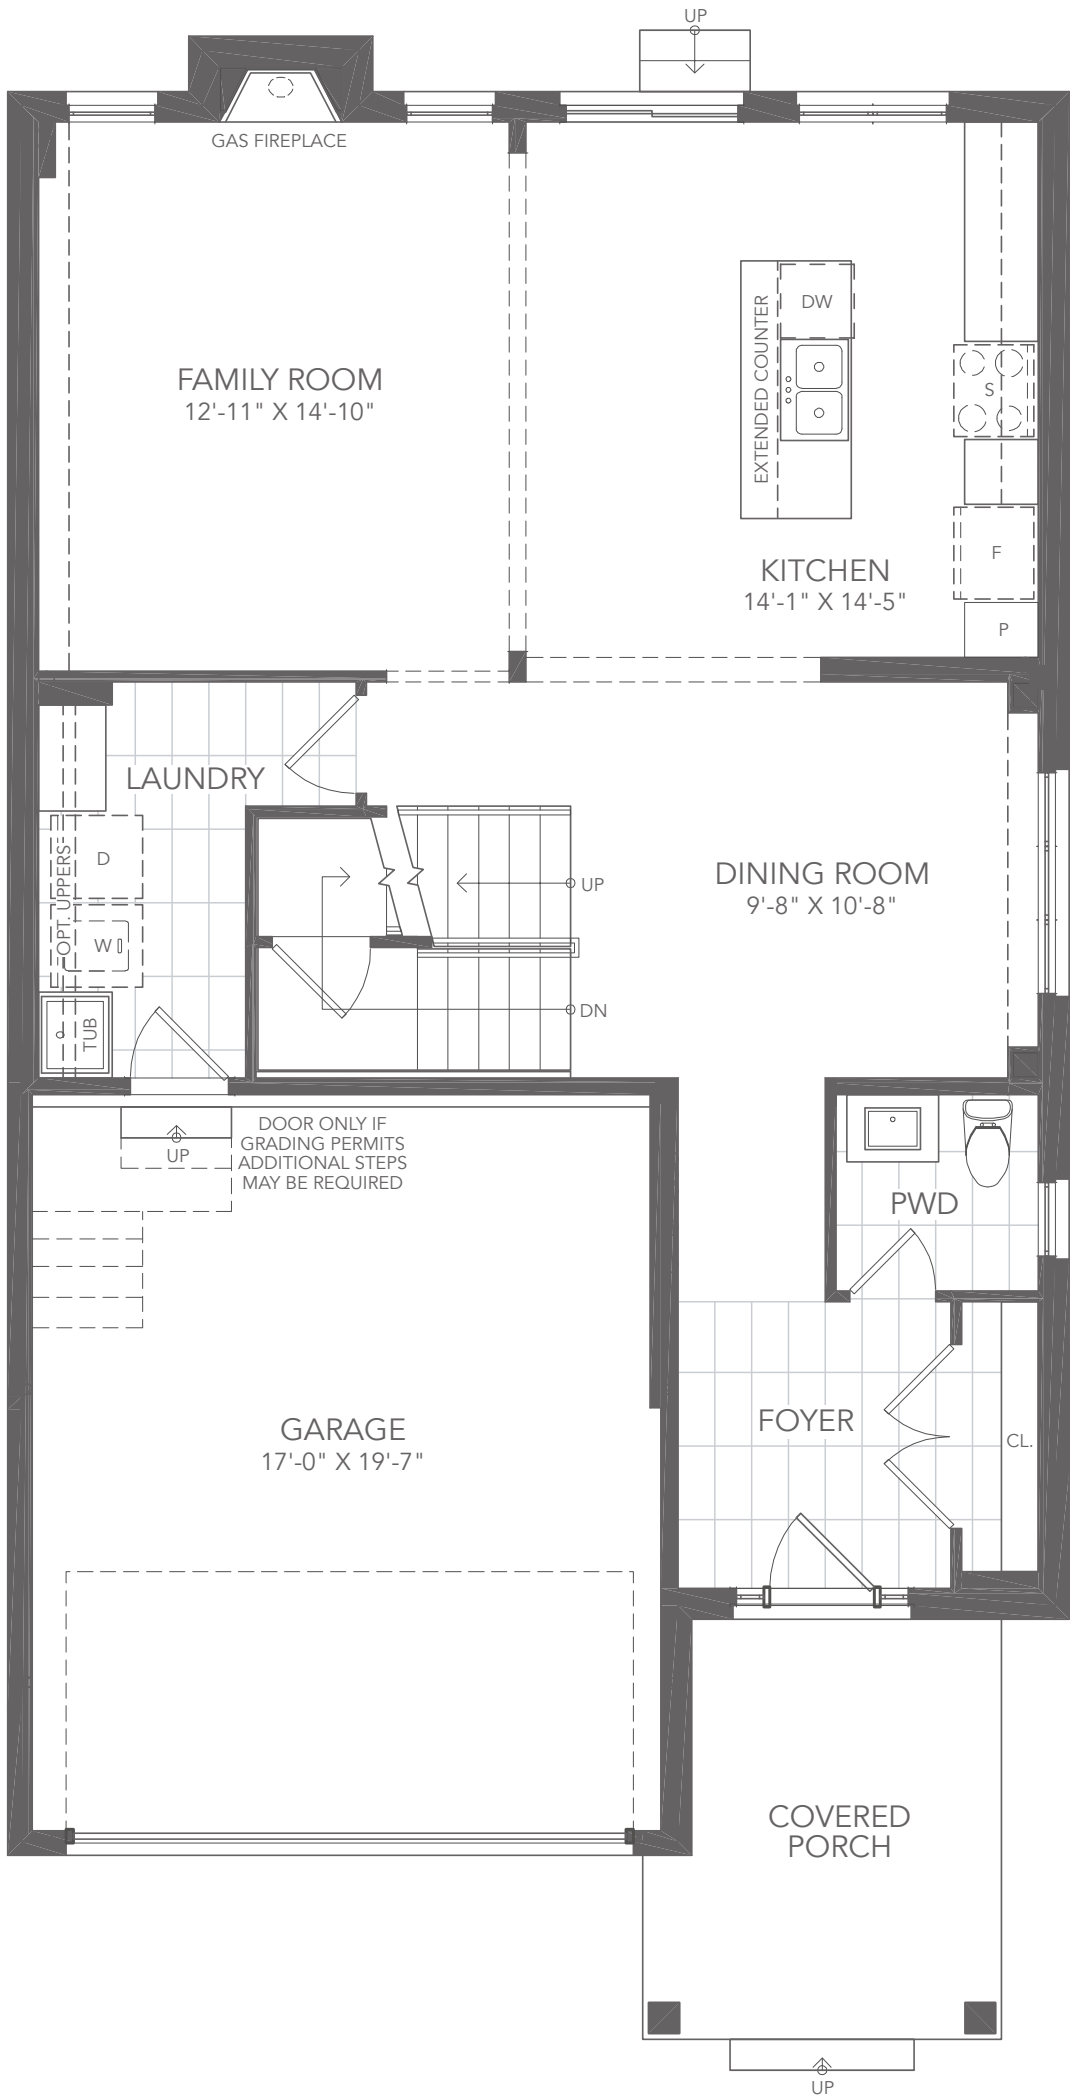 UP
GAS FIREPLACE
DW
EXTENDED COUNTER
FAMILY ROOM
12'-11" X 14'-10"
S
F
KITCHEN
14'-1" X 14'-5"
P
LAUNDRY
D
OPT. UPPERS
W
TUB
UP
DN
DINING ROOM
9'-8" X 10'-8"
UP
DOOR ONLY IF
GRADING PERMITS
ADDITIONAL STEPS
MAY BE REQUIRED
PWD
GARAGE
17'-0" X 19'-7"
FOYER
CL.
COVERED
PORCH
UP